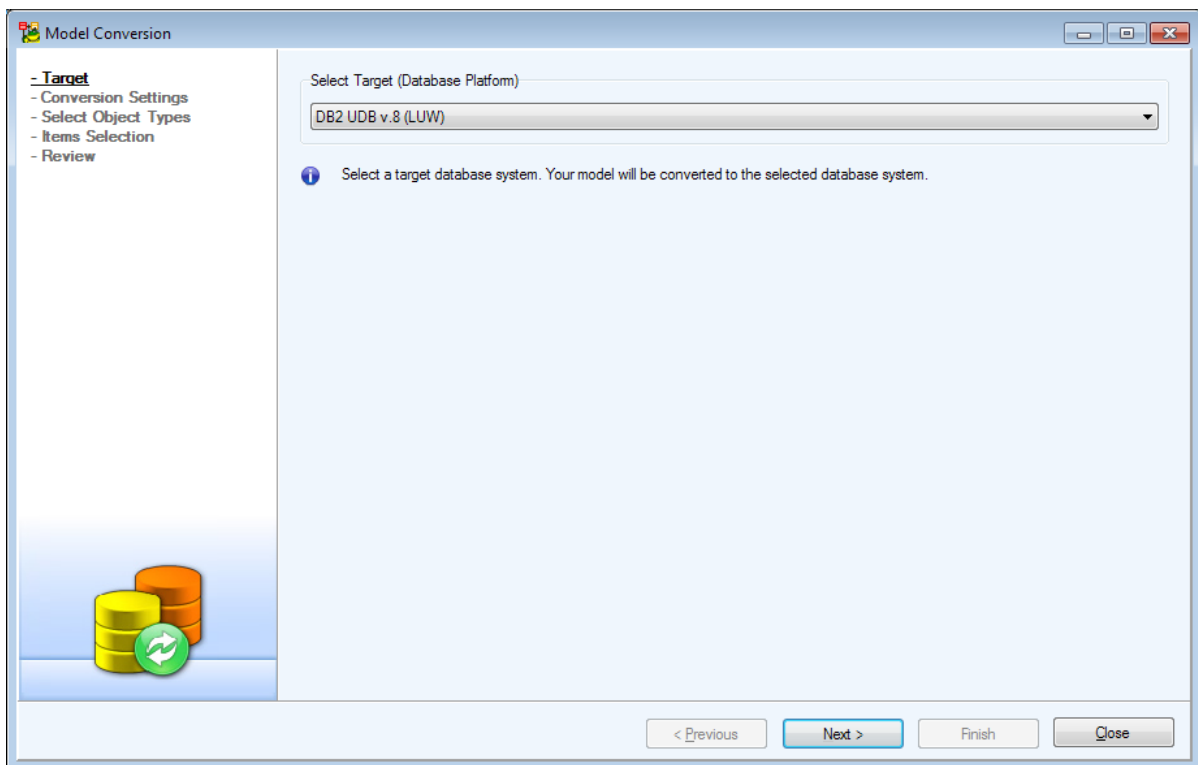 Model Conversion
- Target
- Conversion Settings
- Select Object Types
- Items Selection
- Review
Select Target (Database Platform)
DB2 UDB v.8 (LUW)
Select a target database system. Your model will be converted to the selected database system.
< Previous
Next >
Finish
Close